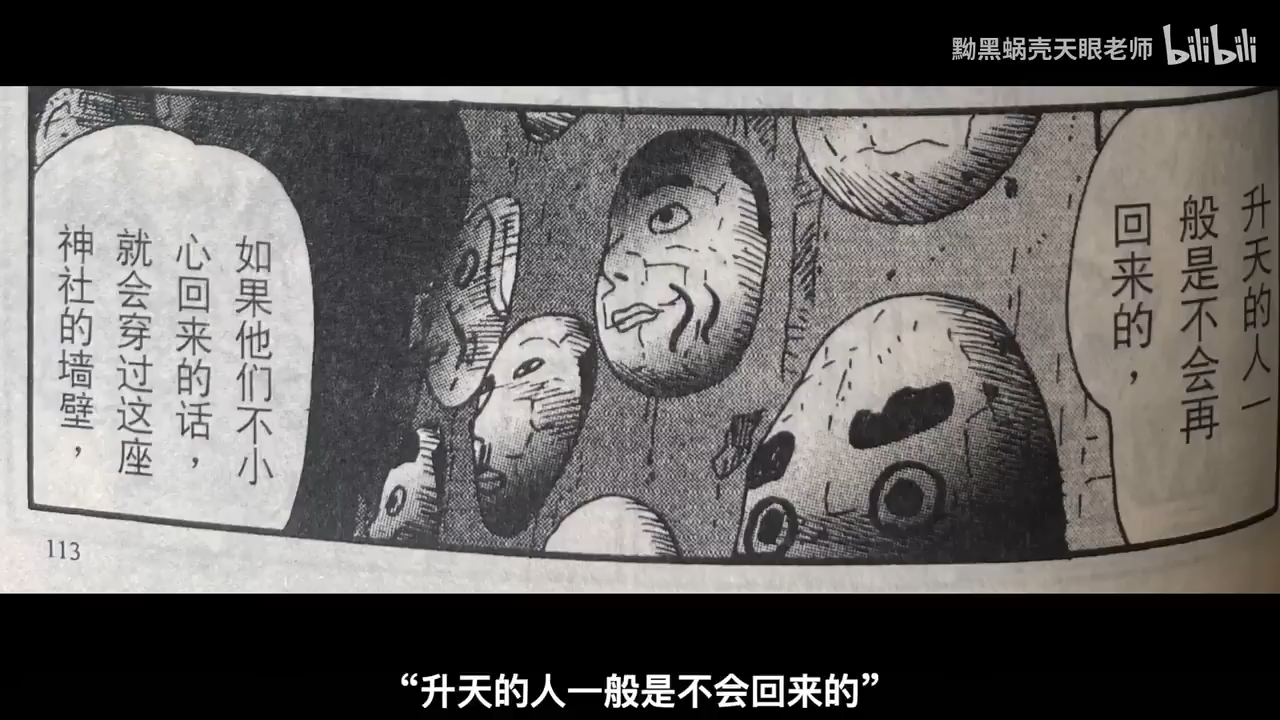 黝黑蜗壳天眼老师 bilibili
升天的人一
般是不会再
回来的，
如果他们不小
心回来的话，
就会穿过这座
神社的墙壁，
113
“升天的人一般是不会回来的”